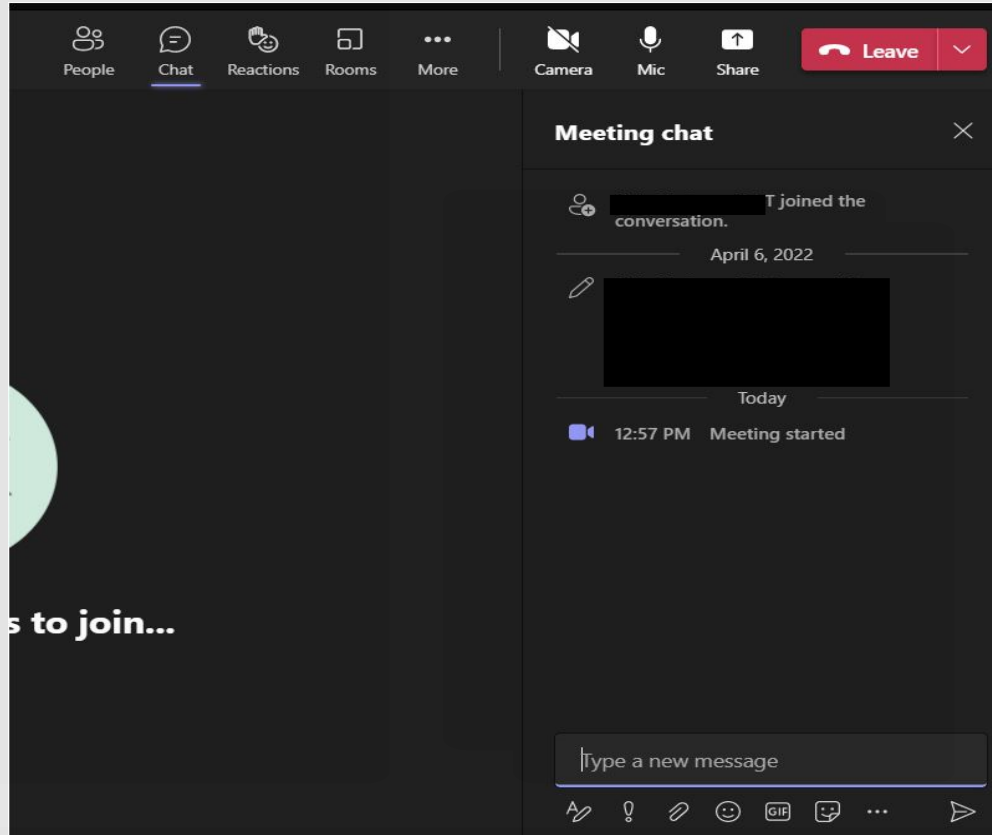 People Chat Reactions Rooms More Camera Mic Share Leave
Meeting chat
T joined the
conversation.
April 6, 2022
Today
12:57 PM Meeting started
s to join...
Type a new message
GIF